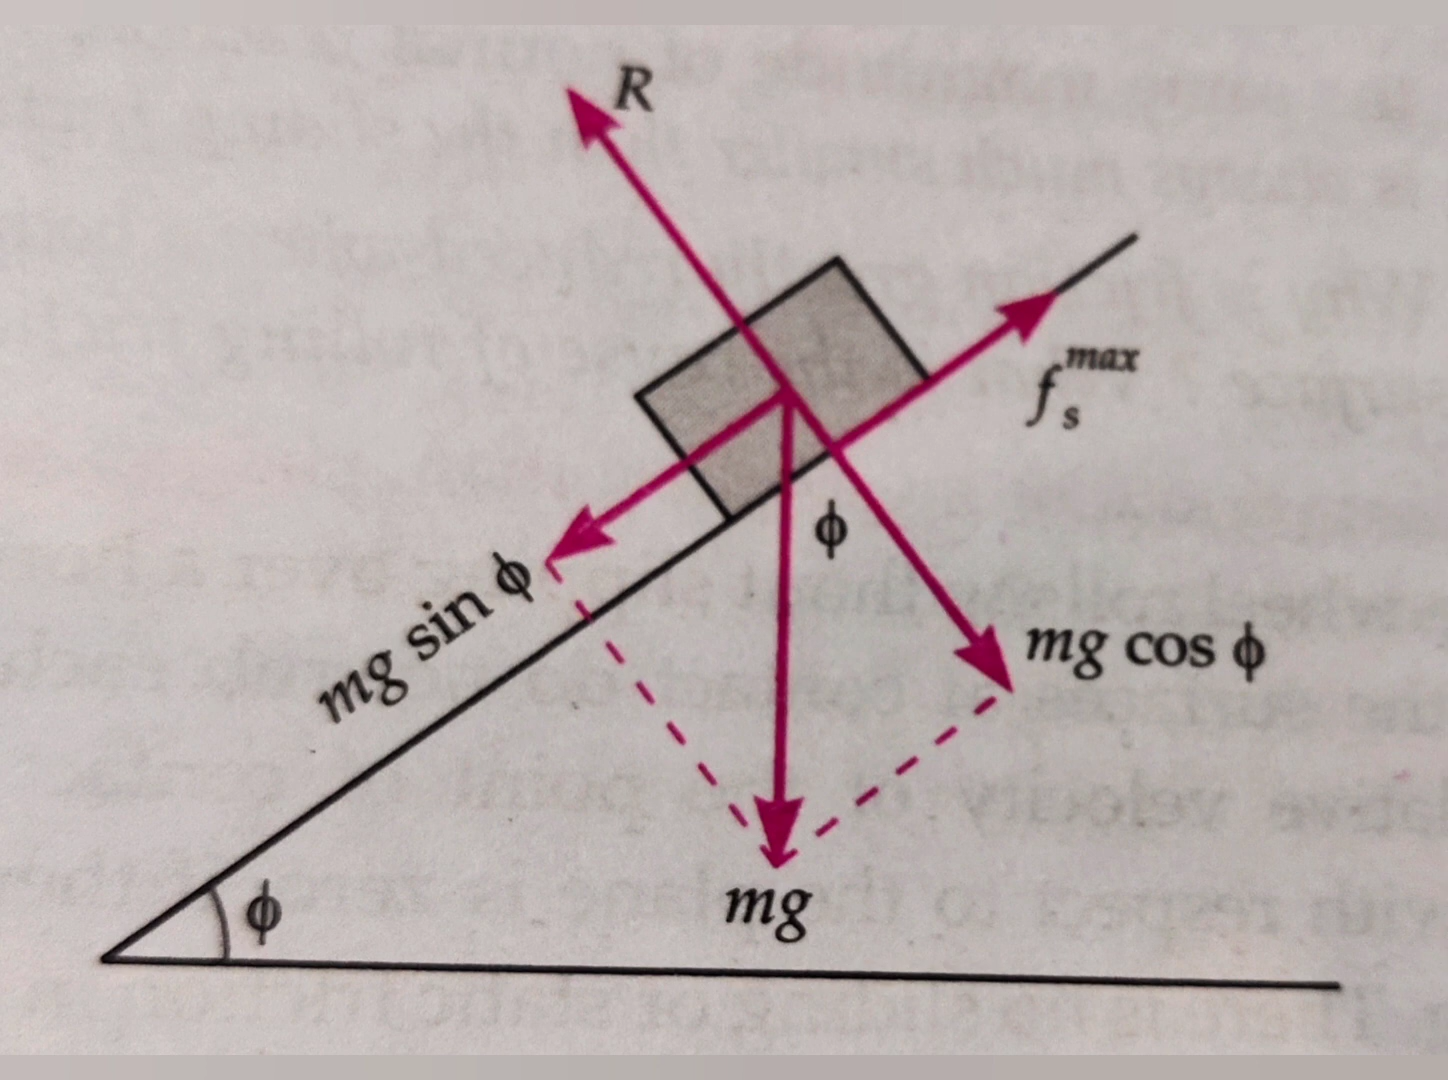 R
f_s^max
ϕ
mg sin ϕ
mg cos ϕ
mg
ϕ